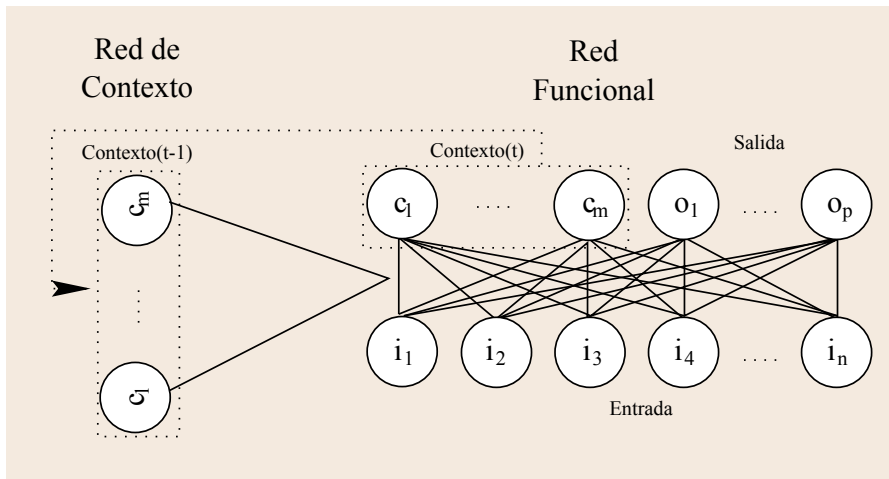 Red de
Contexto
Red
Funcional
Contexto(t-1)
Contexto(t)
Salida
cm
c1
c1 . . . . cm o1 . . . . op
i1 i2 i3 i4 . . . . in
Entrada